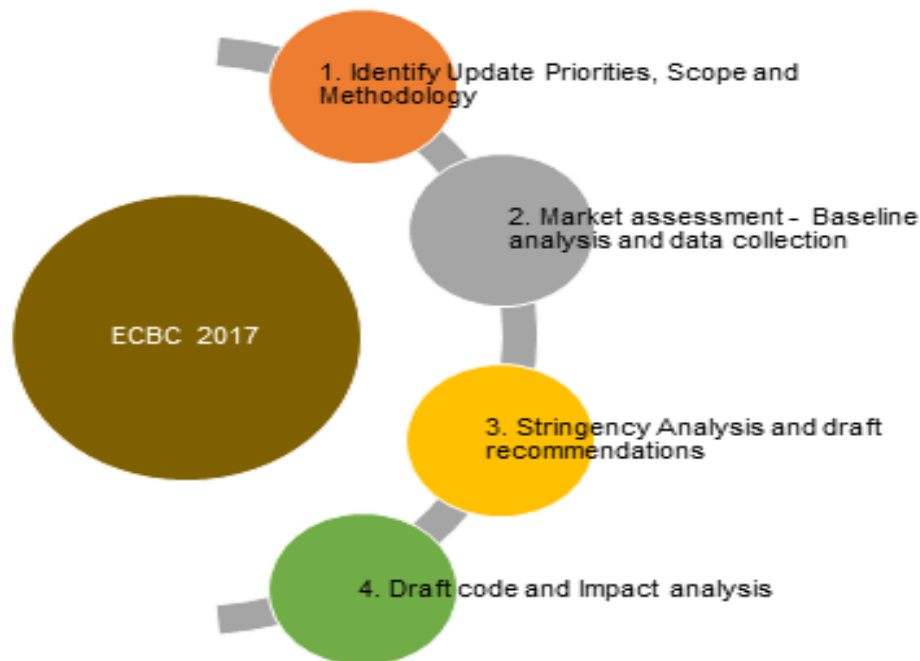 1. Identify Update Priorities, Scope and
Methodology
2. Market assessment - Baseline
analysis and data collection
ECBC 2017
3. Stringency Analysis and draft
recommendations
4. Draft code and Impact analysis